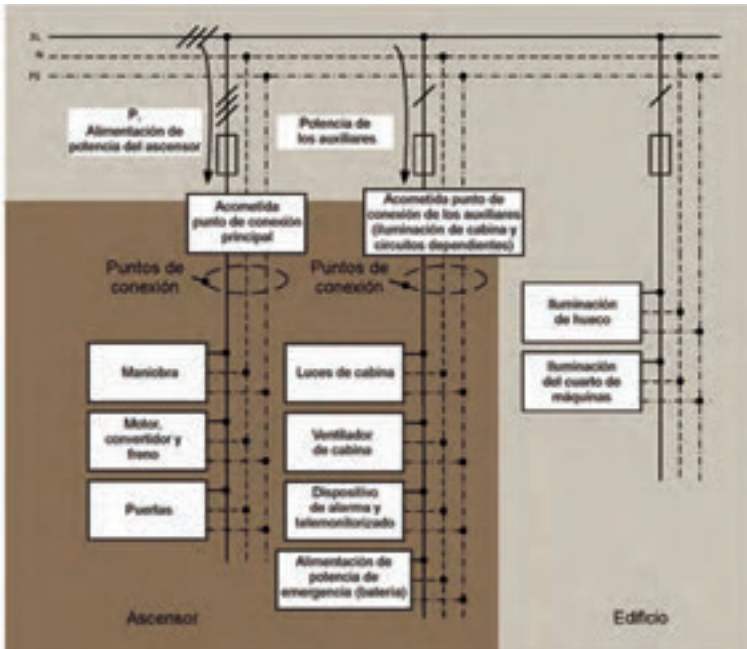 3L
N
PE
P,
Alimentación de
potencia del ascensor
Potencia de
los auxiliares
Acometida
punto de conexión
principal
Acometida punto de
conexión de los auxiliares
(iluminación de cabina y
circuitos dependientes)
Puntos de
conexión
Puntos de
conexión
Maniobra
Motor,
convertidor y
freno
Puertas
Luces de cabina
Ventilador
de cabina
Dispositivo
de alarma y
telemonitorizado
Alimentación de
potencia de
emergencia (batería)
Iluminación
de hueco
Iluminación
del cuarto de
máquinas
Ascensor
Edificio